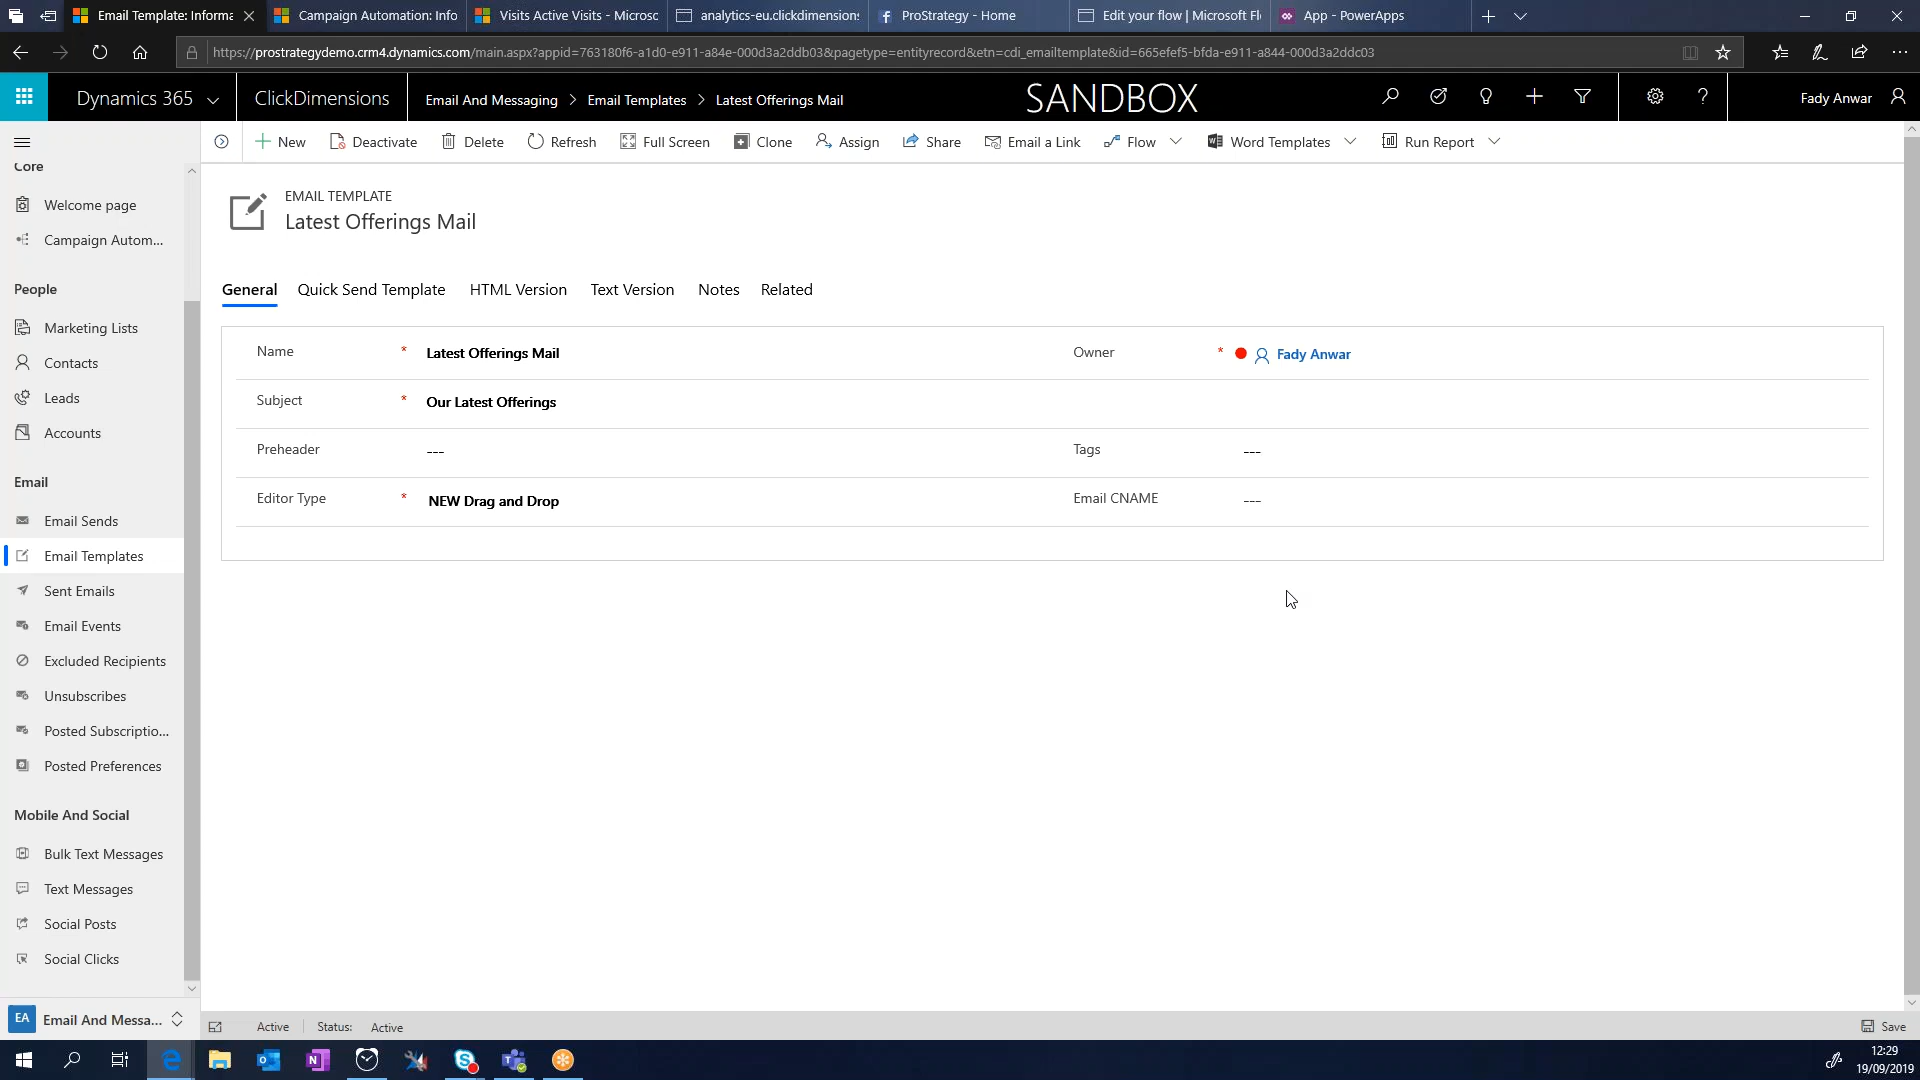 Email Template: Informa
Campaign Automation: Info
Visits Active Visits - Microsc
analytics-eu.clickdimensions
ProStrategy - Home
Edit your flow | Microsoft Fl
App - PowerApps
https://prostrategydemo.crm4.dynamics.com/main.aspx?appid=763180f6-a1d0-e911-a84e-000d3a2ddb03&pagetype=entityrecord&etn=cdi_emailtemplate&id=665efef5-bfda-e911-a844-000d3a2ddc03
Dynamics 365
ClickDimensions
Email And Messaging > Email Templates > Latest Offerings Mail
SANDBOX
Fady Anwar
New
Deactivate
Delete
Refresh
Full Screen
Clone
Assign
Share
Email a Link
Flow
Word Templates
Run Report
Core
Welcome page
Campaign Autom...
People
Marketing Lists
Contacts
Leads
Accounts
Email
Email Sends
Email Templates
Sent Emails
Email Events
Excluded Recipients
Unsubscribes
Posted Subscriptio...
Posted Preferences
Mobile And Social
Bulk Text Messages
Text Messages
Social Posts
Social Clicks
EA Email And Messa...
EMAIL TEMPLATE
Latest Offerings Mail
General
Quick Send Template
HTML Version
Text Version
Notes
Related
Name * Latest Offerings Mail
Owner * Fady Anwar
Subject * Our Latest Offerings
Preheader ---
Tags ---
Editor Type * NEW Drag and Drop
Email CNAME ---
Active
Status: Active
Save
12:29
19/09/2019